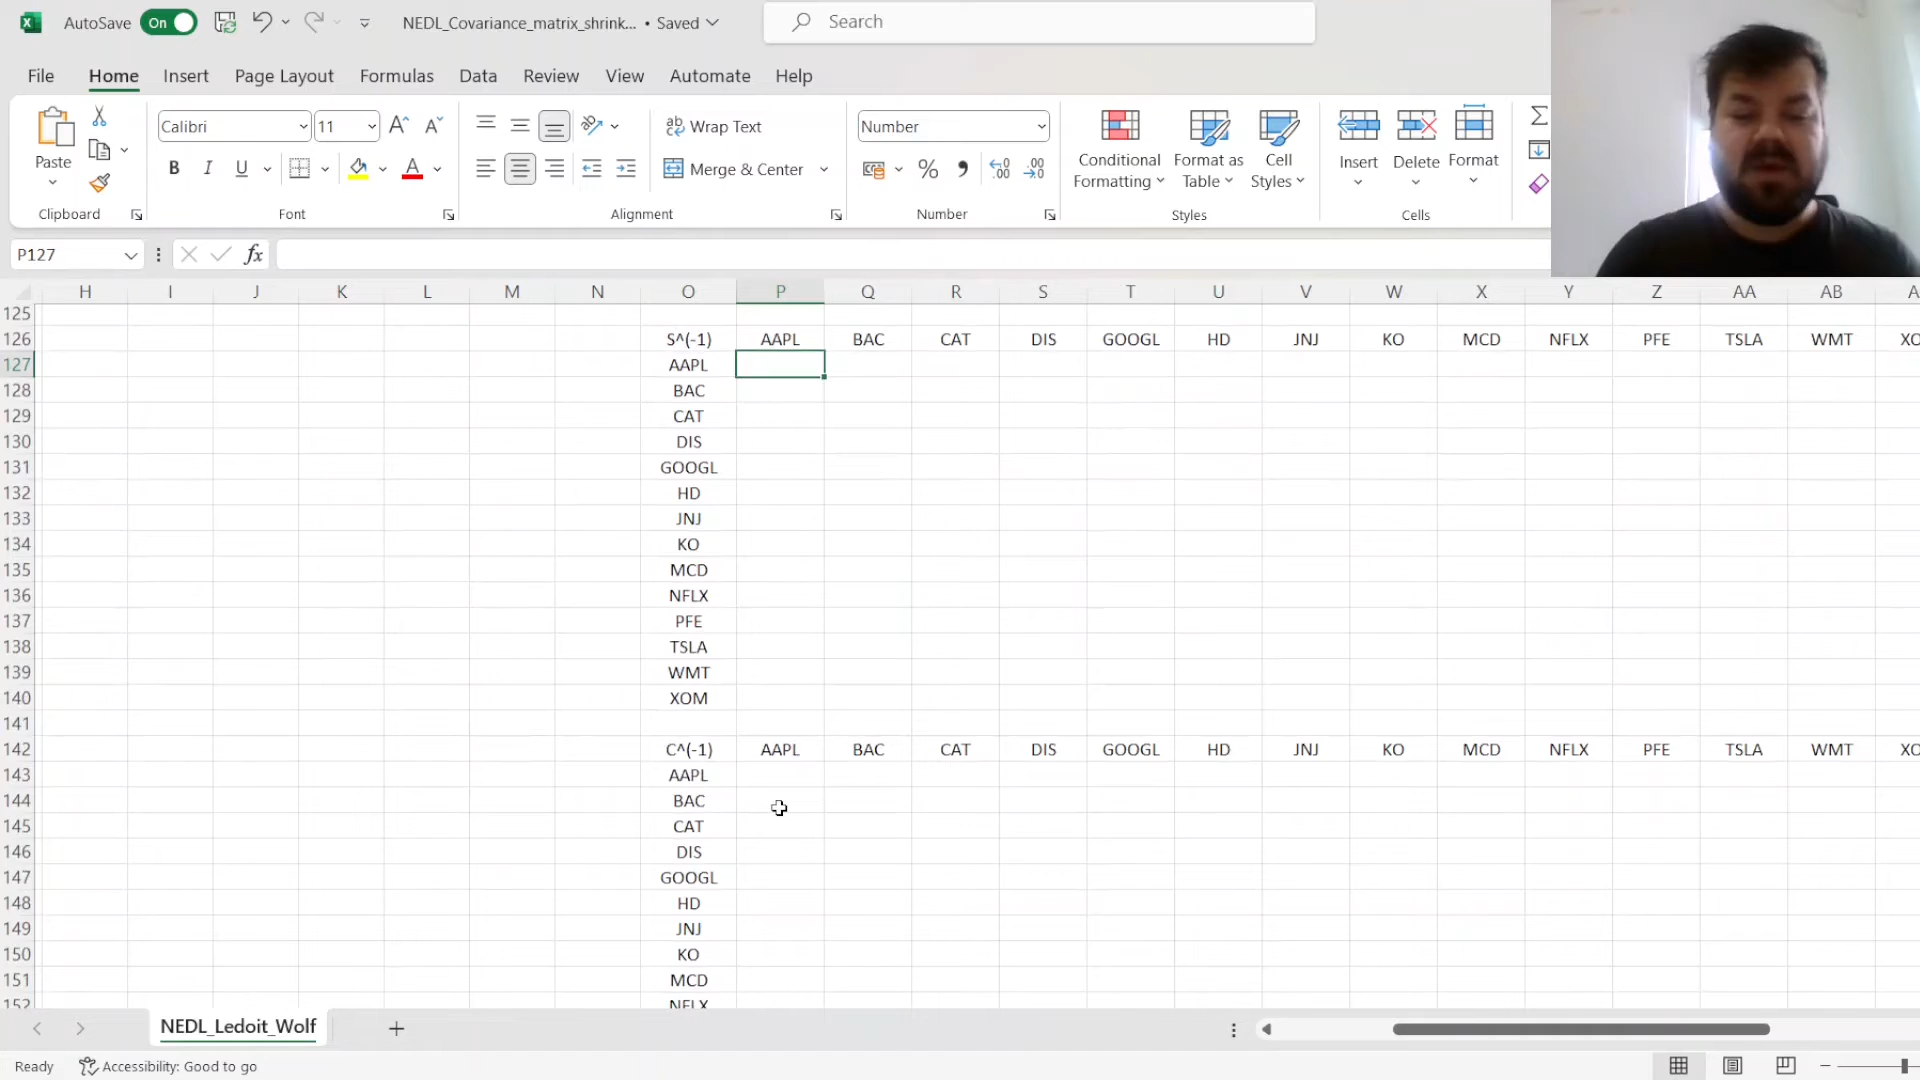 AutoSave On NEDL_Covariance_matrix_shrink... • Saved Search
File Home Insert Page Layout Formulas Data Review View Automate Help
Calibri 11 Wrap Text Number
Paste Merge & Center Conditional Formatting Format as Table Cell Styles Insert Delete Format
Clipboard Font Alignment Number Styles Cells
P127 fx
H I J K L M N O P Q R S T U V W X Y Z AA AB A
125
126 S^(-1) AAPL BAC CAT DIS GOOGL HD JNJ KO MCD NFLX PFE TSLA WMT XO
127 AAPL
128 BAC
129 CAT
130 DIS
131 GOOGL
132 HD
133 JNJ
134 KO
135 MCD
136 NFLX
137 PFE
138 TSLA
139 WMT
140 XOM
141
142 C^(-1) AAPL BAC CAT DIS GOOGL HD JNJ KO MCD NFLX PFE TSLA WMT XO
143 AAPL
144 BAC
145 CAT
146 DIS
147 GOOGL
148 HD
149 JNJ
150 KO
151 MCD
152 NFLX
NEDL_Ledoit_Wolf
Ready Accessibility: Good to go